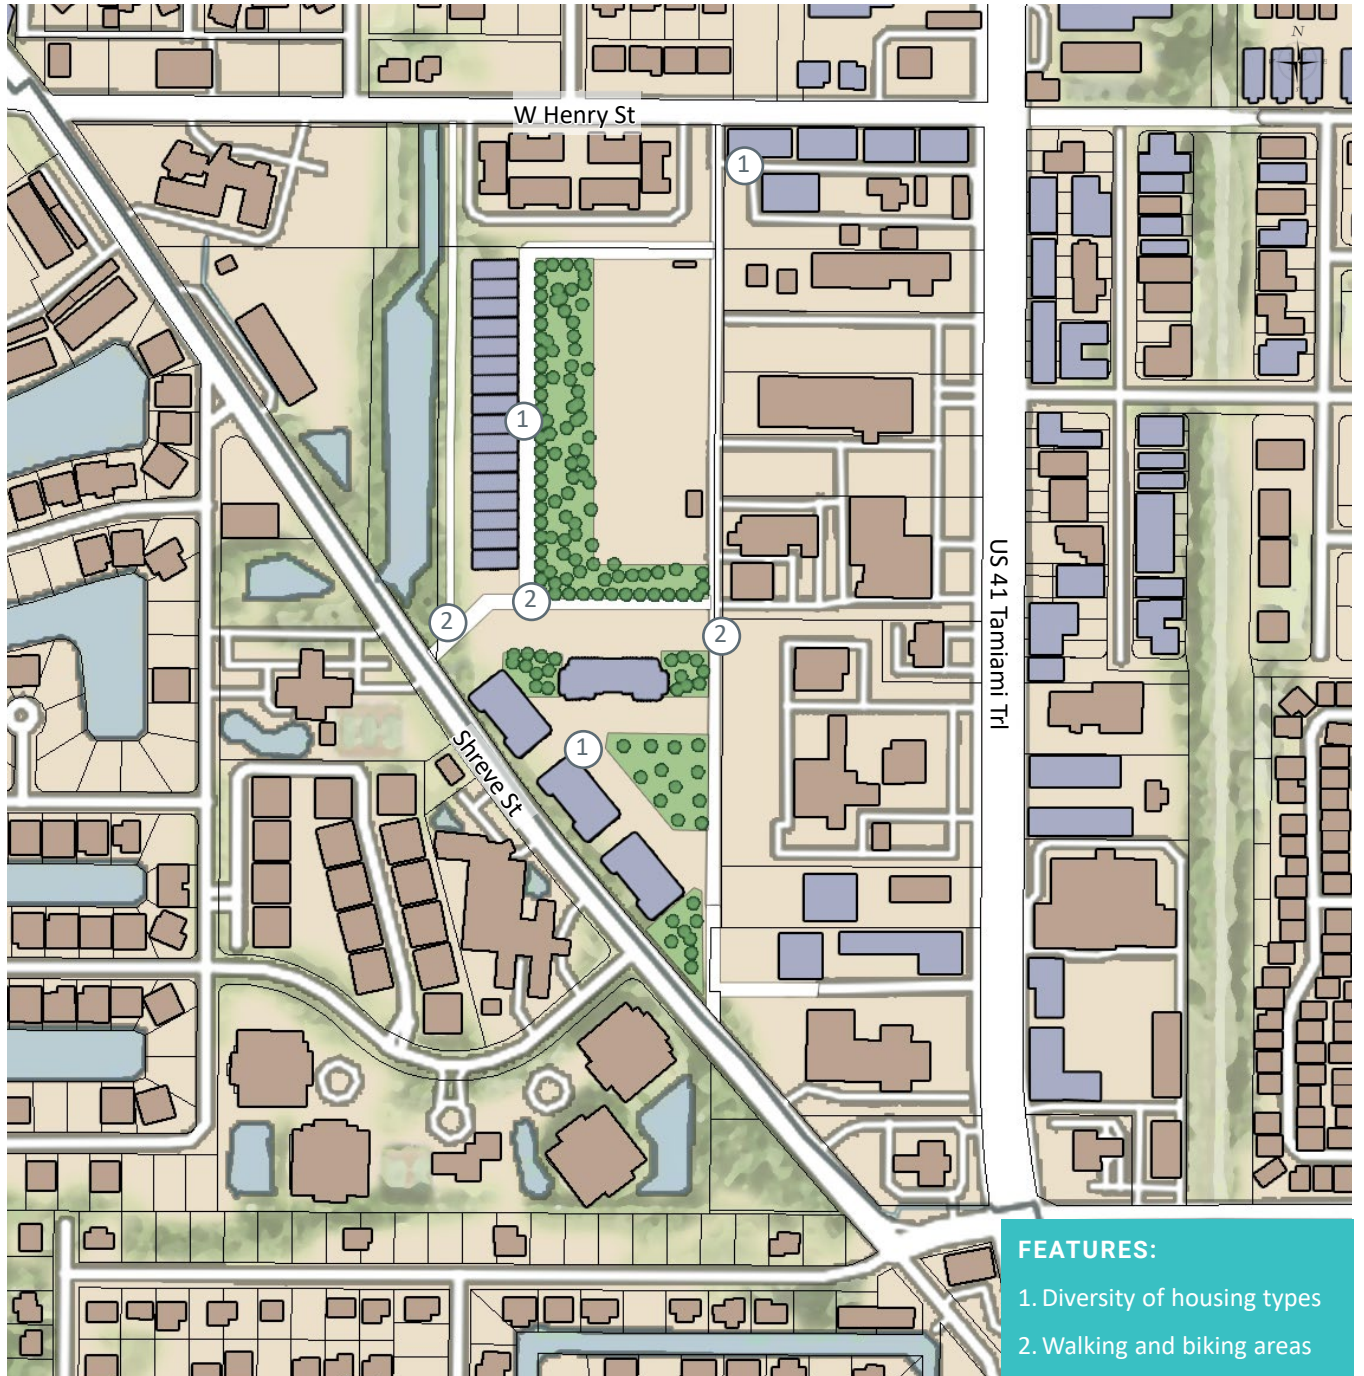 N
W Henry St
1
1
2
2
2
US 41 Tamiami Trl
Shreve St
1
FEATURES:
1. Diversity of housing types
2. Walking and biking areas